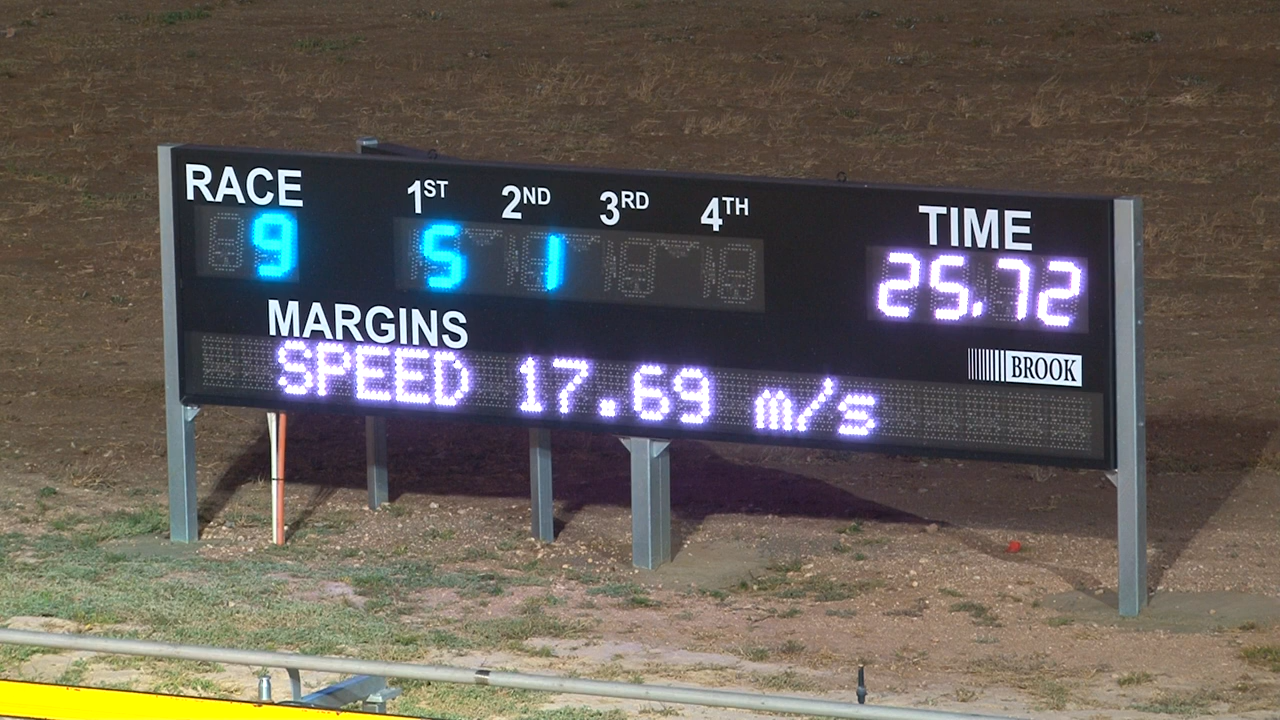 RACE 1ST 2ND 3RD 4TH TIME
9 5 1 25.72
MARGINS
BROOK
SPEED 17.69 m/s